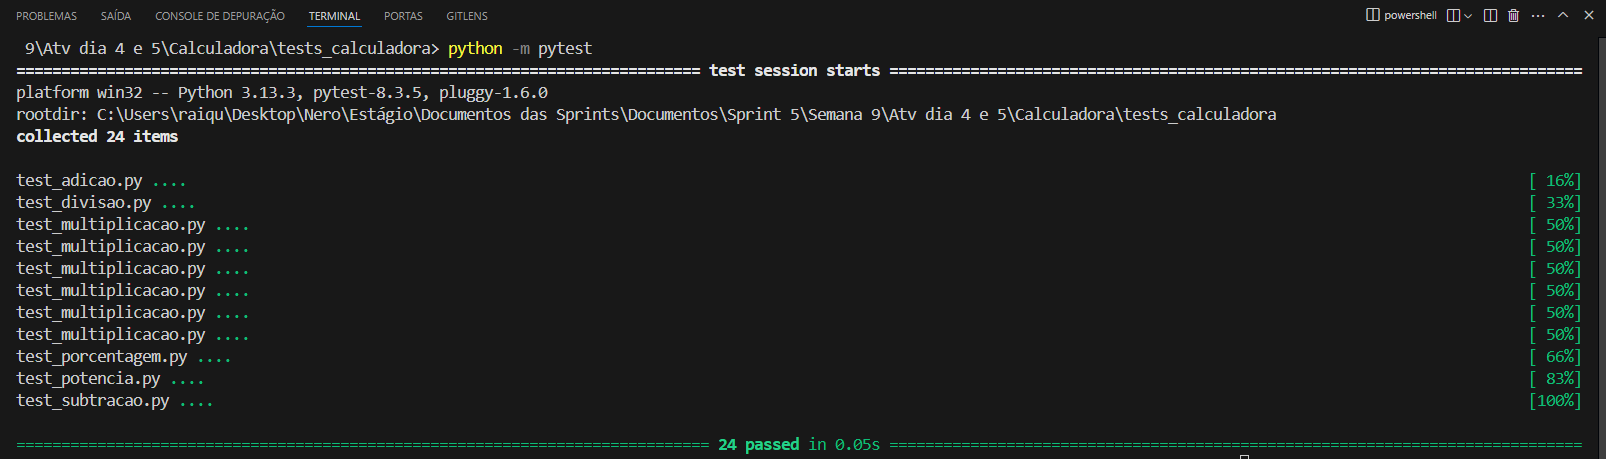 PROBLEMAS SAÍDA CONSOLE DE DEPURAÇÃO TERMINAL PORTAS GITLENS powershell
9\Atv dia 4 e 5\Calculadora\tests_calculadora> python -m pytest
============================================================================ test session starts =============================================================================
platform win32 -- Python 3.13.3, pytest-8.3.5, pluggy-1.6.0
rootdir: C:\Users\raiqu\Desktop\Nero\Estágio\Documentos das Sprints\Documentos\Sprint 5\Semana 9\Atv dia 4 e 5\Calculadora\tests_calculadora
collected 24 items
test_adicao.py .... [ 16%]
test_divisao.py .... [ 33%]
test_multiplicacao.py .... [ 50%]
test_multiplicacao.py .... [ 50%]
test_multiplicacao.py .... [ 50%]
test_multiplicacao.py .... [ 50%]
test_multiplicacao.py .... [ 50%]
test_multiplicacao.py .... [ 50%]
test_porcentagem.py .... [ 66%]
test_potencia.py .... [ 83%]
test_subtracao.py .... [100%]
============================================================================= 24 passed in 0.05s =============================================================================